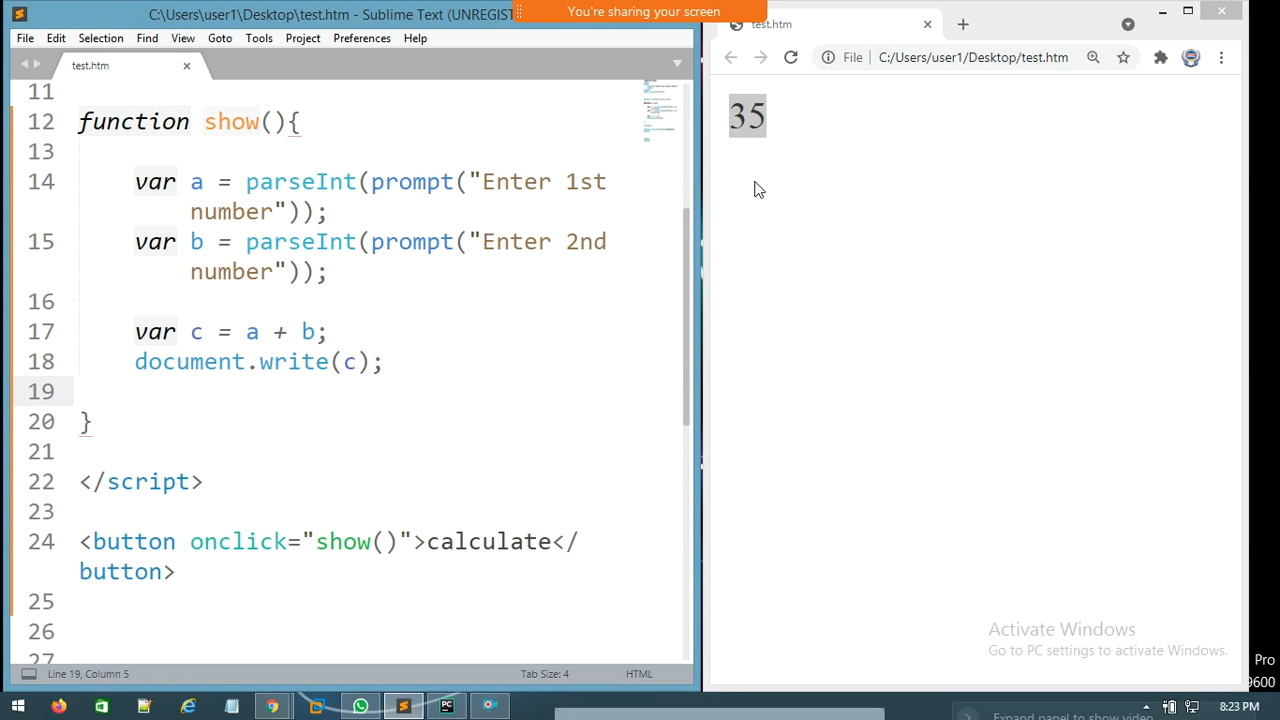 C:\Users\user1\Desktop\test.htm - Sublime Text (UNREGIST
You're sharing your screen
File Edit Selection Find View Goto Tools Project Preferences Help
test.htm
test.htm
File C:/Users/user1/Desktop/test.htm
35
11
12 function show(){
13
14 var a = parseInt(prompt("Enter 1st
number"));
15 var b = parseInt(prompt("Enter 2nd
number"));
16
17 var c = a + b;
18 document.write(c);
19
20 }
21
22 </script>
23
24 <button onclick="show()">calculate</
button>
25
26
27
Activate Windows
Go to PC settings to activate Windows.
Line 19, Column 5 Tab Size: 4 HTML
Pro
9600
PC
8:23 PM
Expand panel to show video